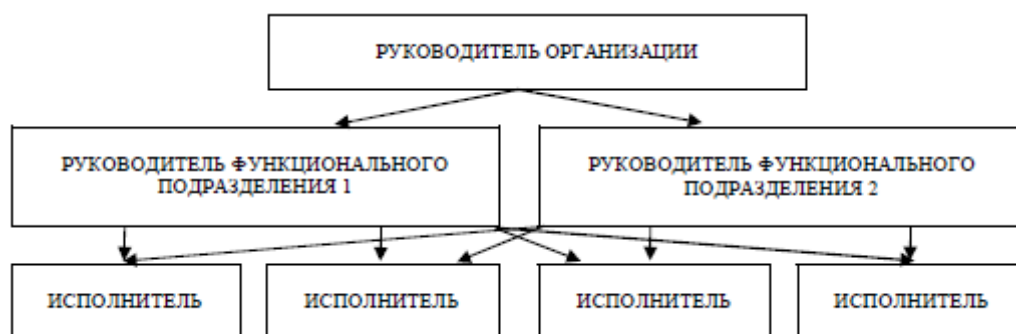 РУКОВОДИТЕЛЬ ОРГАНИЗАЦИИ
РУКОВОДИТЕЛЬ ФУНКЦИОНАЛЬНОГО
ПОДРАЗДЕЛЕНИЯ 1
РУКОВОДИТЕЛЬ ФУНКЦИОНАЛЬНОГО
ПОДРАЗДЕЛЕНИЯ 2
ИСПОЛНИТЕЛЬ
ИСПОЛНИТЕЛЬ
ИСПОЛНИТЕЛЬ
ИСПОЛНИТЕЛЬ